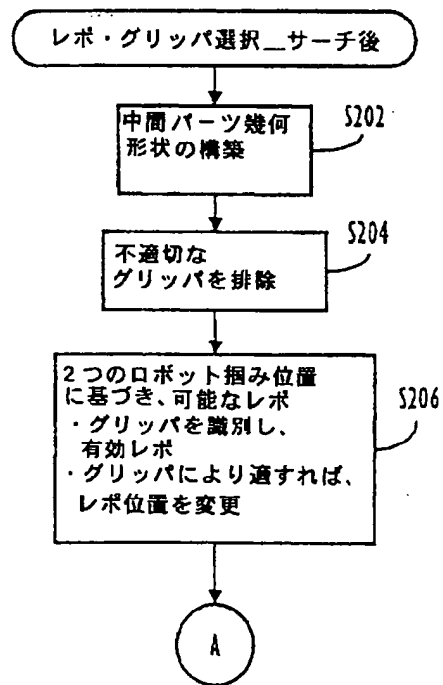 レポ・グリッパ選択__サーチ後
中間パーツ幾何
形状の構築
S202
不適切な
グリッパを排除
S204
2つのロボット掴み位置
に基づき、可能なレポ
・グリッパを識別し、
有効レポ
・グリッパにより適すれば、
レポ位置を変更
S206
A